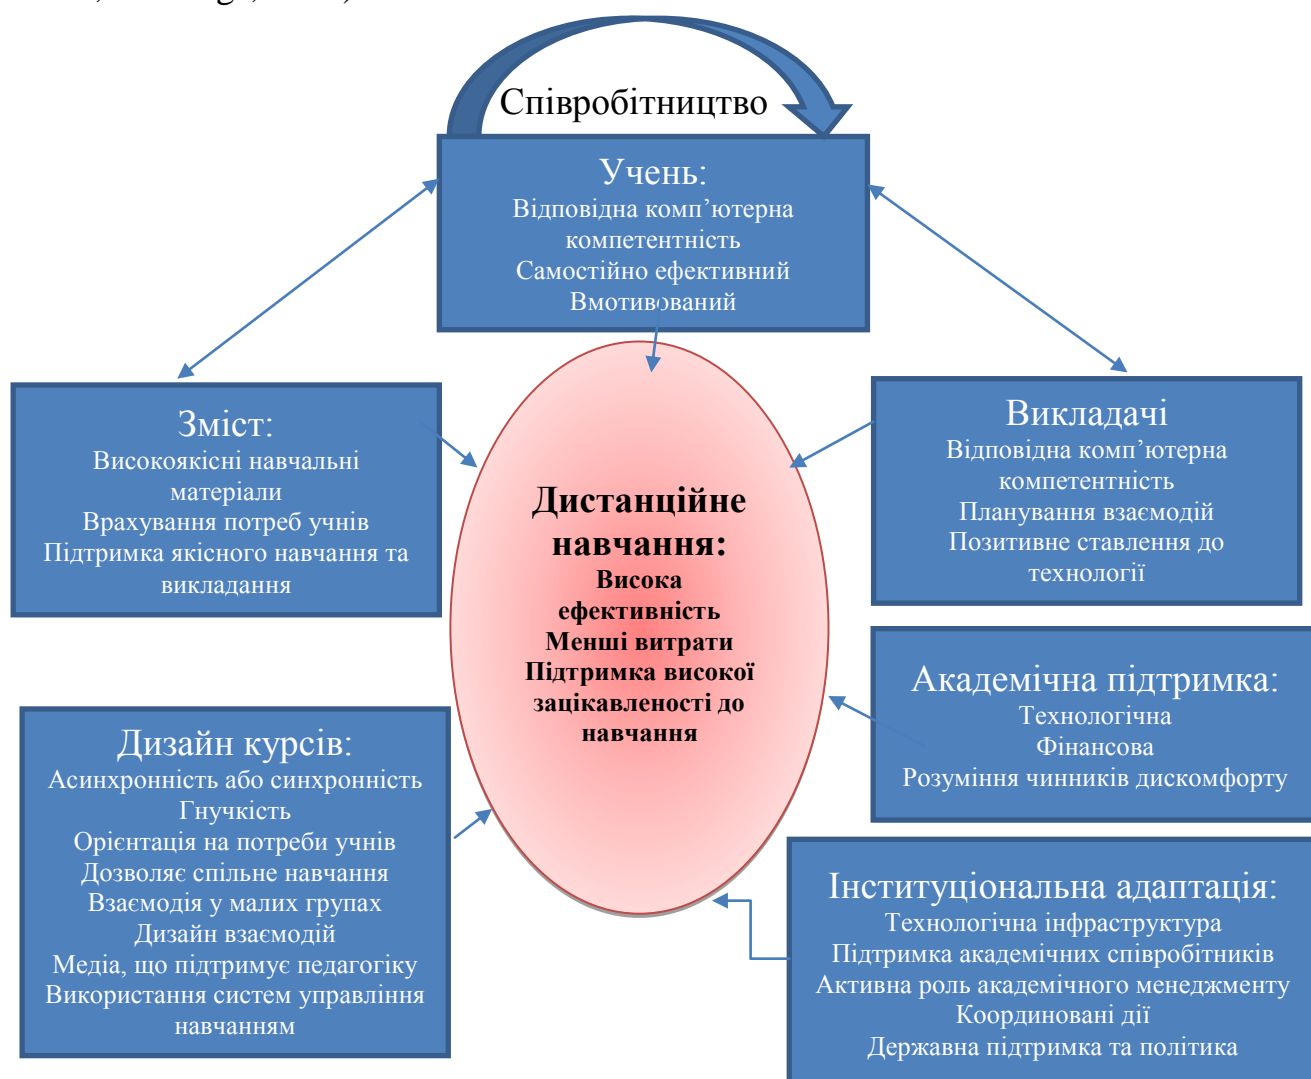 Співробітництво
Учень:
Відповідна комп’ютерна
компетентність
Самостійно ефективний
Вмотивований
Зміст:
Високоякісні навчальні
матеріали
Врахування потреб учнів
Підтримка якісного навчання та
викладання
Викладачі
Відповідна комп’ютерна
компетентність
Планування взаємодій
Позитивне ставлення до
технології
Дистанційне
навчання:
Висока
ефективність
Менші витрати
Підтримка високої
зацікавленості до
навчання
Академічна підтримка:
Технологічна
Фінансова
Розуміння чинників дискомфорту
Дизайн курсів:
Асинхронність або синхронність
Гнучкість
Орієнтація на потреби учнів
Дозволяє спільне навчання
Взаємодія у малих групах
Дизайн взаємодій
Медіа, що підтримує педагогіку
Використання систем управління
навчанням
Інституціональна адаптація:
Технологічна інфраструктура
Підтримка академічних співробітників
Активна роль академічного менеджменту
Координовані дії
Державна підтримка та політика